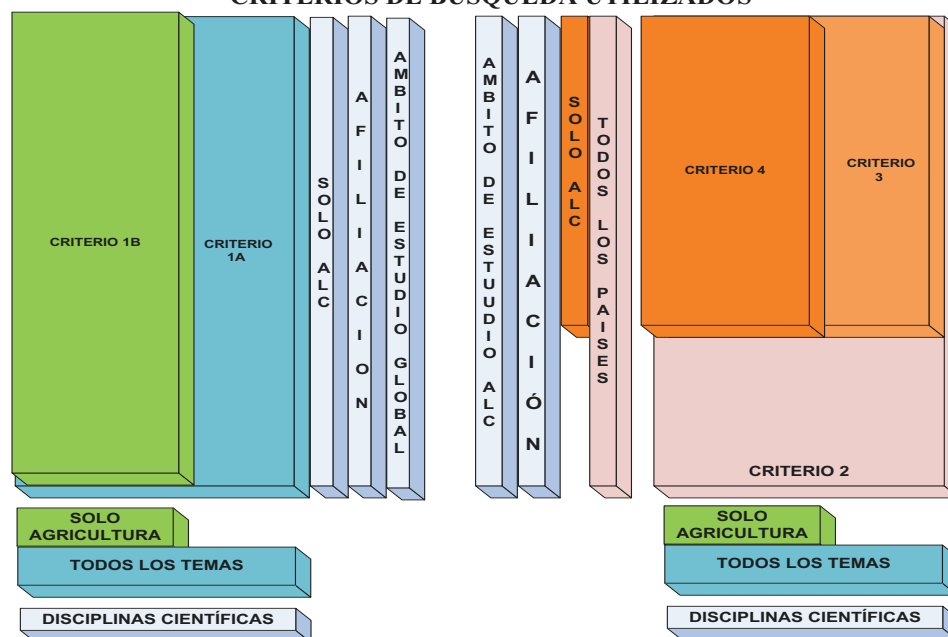 CRITERIOS DE BÚSQUEDA UTILIZADOS
CRITERIO 1B
CRITERIO
1A
SOLO ALC
AFILIACION
AMBITO DE ESTUDIO GLOBAL
AMBITO DE ESTUUDIO ALC
AFILIACIÓN
SOLO ALC
TODOS LOS PAISES
CRITERIO 4
CRITERIO
3
CRITERIO 2
SOLO
AGRICULTURA
TODOS LOS TEMAS
DISCIPLINAS CIENTÍFICAS
SOLO
AGRICULTURA
TODOS LOS TEMAS
DISCIPLINAS CIENTÍFICAS